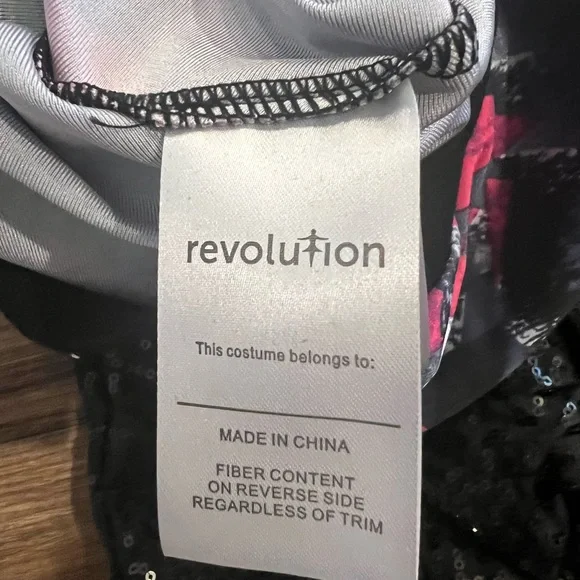 revolution
This costume belongs to:
MADE IN CHINA
FIBER CONTENT
ON REVERSE SIDE
REGARDLESS OF TRIM